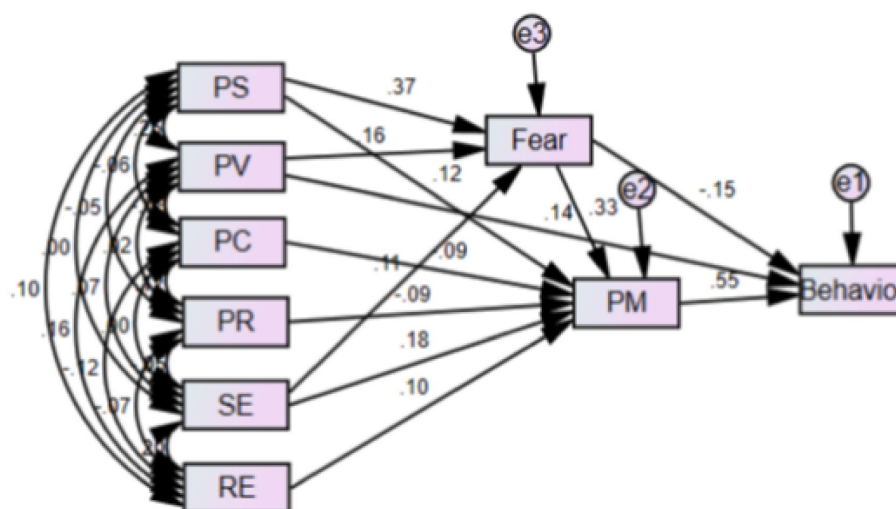 e3
PS
.37
Fear
PV
16
.12
e2
-.15
e1
-.06
-.05
PC
.14
.33
.00
.02
.11
-.09
.10
.07
PR
-.09
PM
.55
Behavio
.16
.18
-.12
SE
.10
-.07
RE